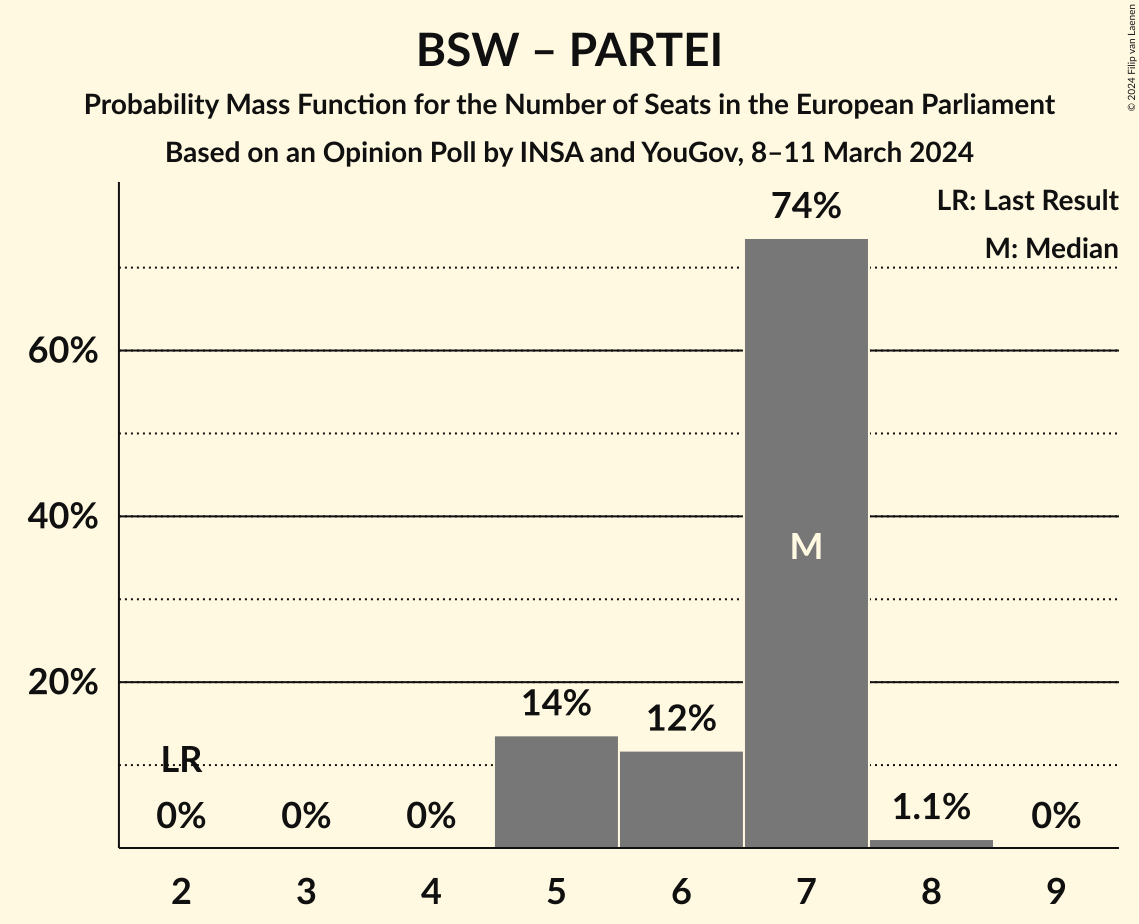 BSW – PARTEI
Probability Mass Function for the Number of Seats in the European Parliament
Based on an Opinion Poll by INSA and YouGov, 8–11 March 2024
© 2024 Filip van Laenen
LR: Last Result
M: Median
74%
60%
40%
M
20%
14%
12%
LR
0%
0%
0%
1.1%
0%
2 3 4 5 6 7 8 9